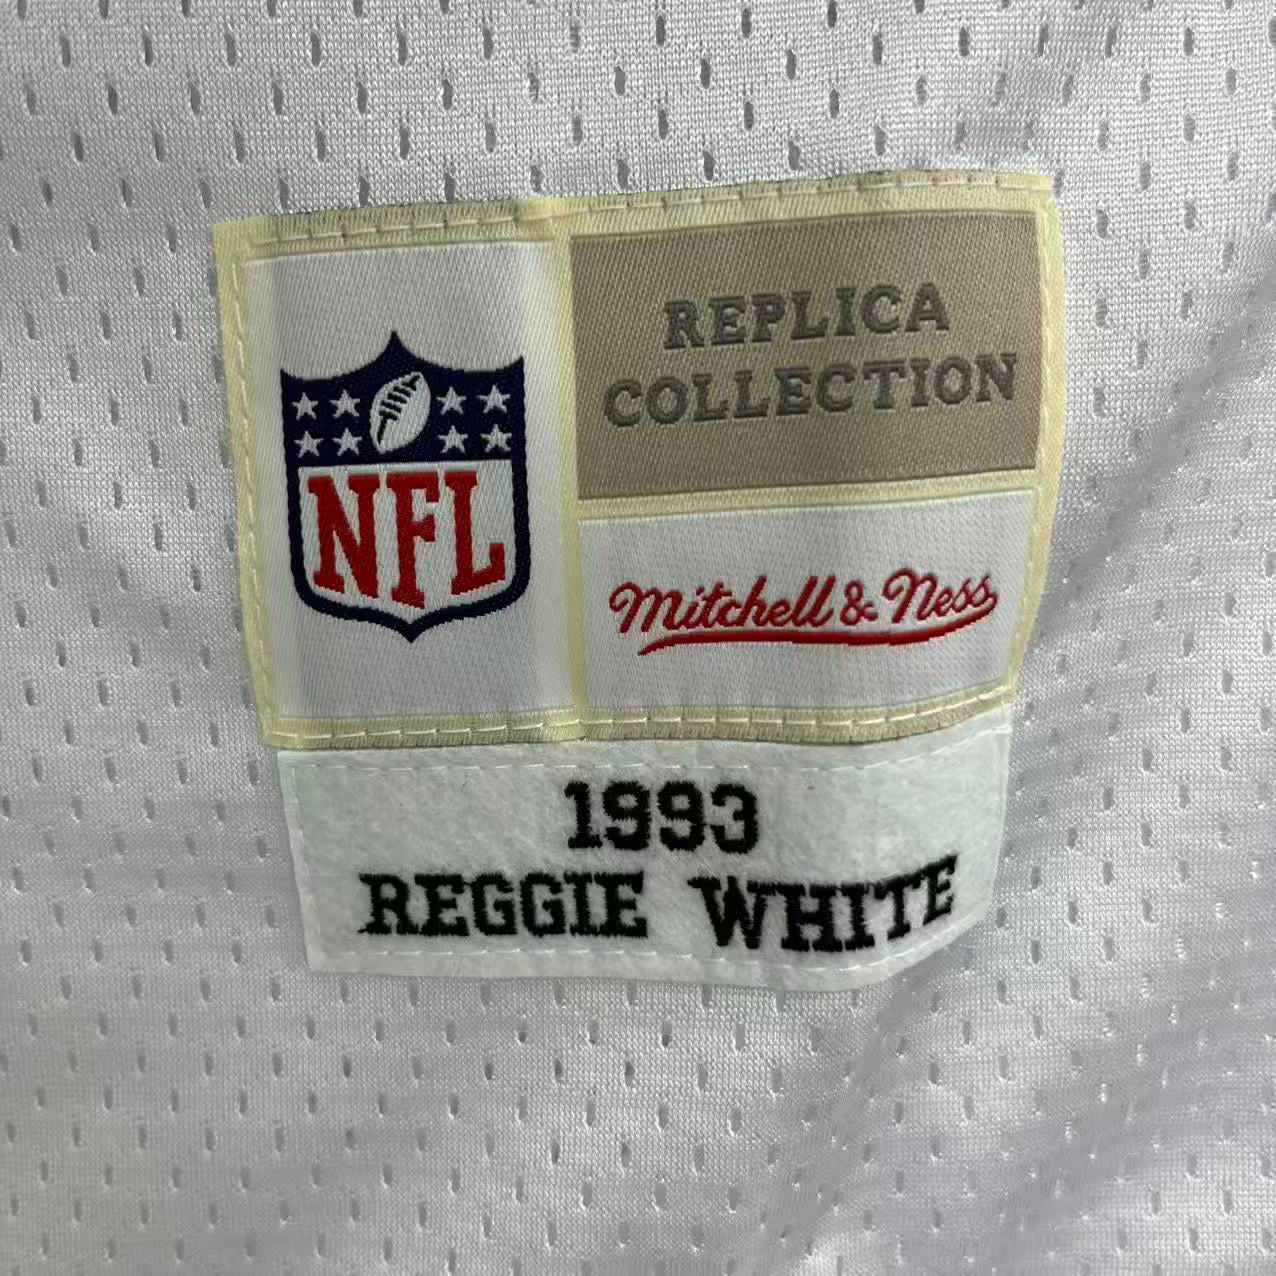 NFL
REPLICA
COLLECTION
Mitchell & Ness
1993
REGGIE WHITE